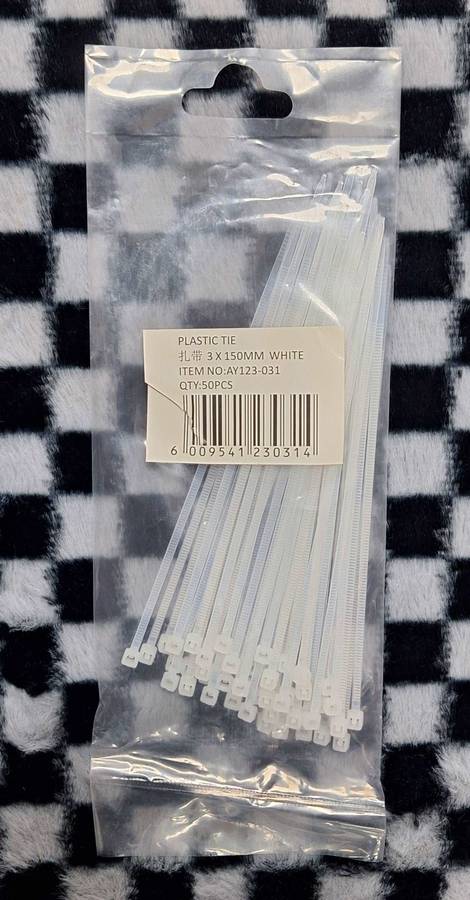 PLASTIC TIE
扎带 3 X 150MM WHITE
ITEM NO:AY123-031
QTY:50PCS
6 009541 230314